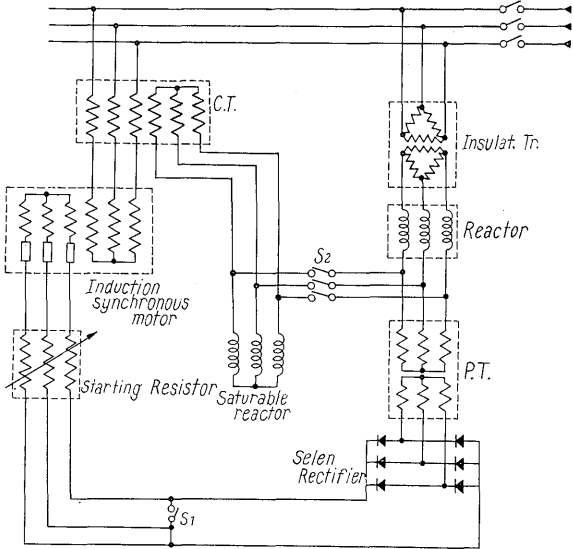 C.T.
Insulat. Tr.
Reactor
S2
Induction
synchronous
motor
Starting Resistor
Saturable
reactor
P.T.
Selen
Rectifier
S1